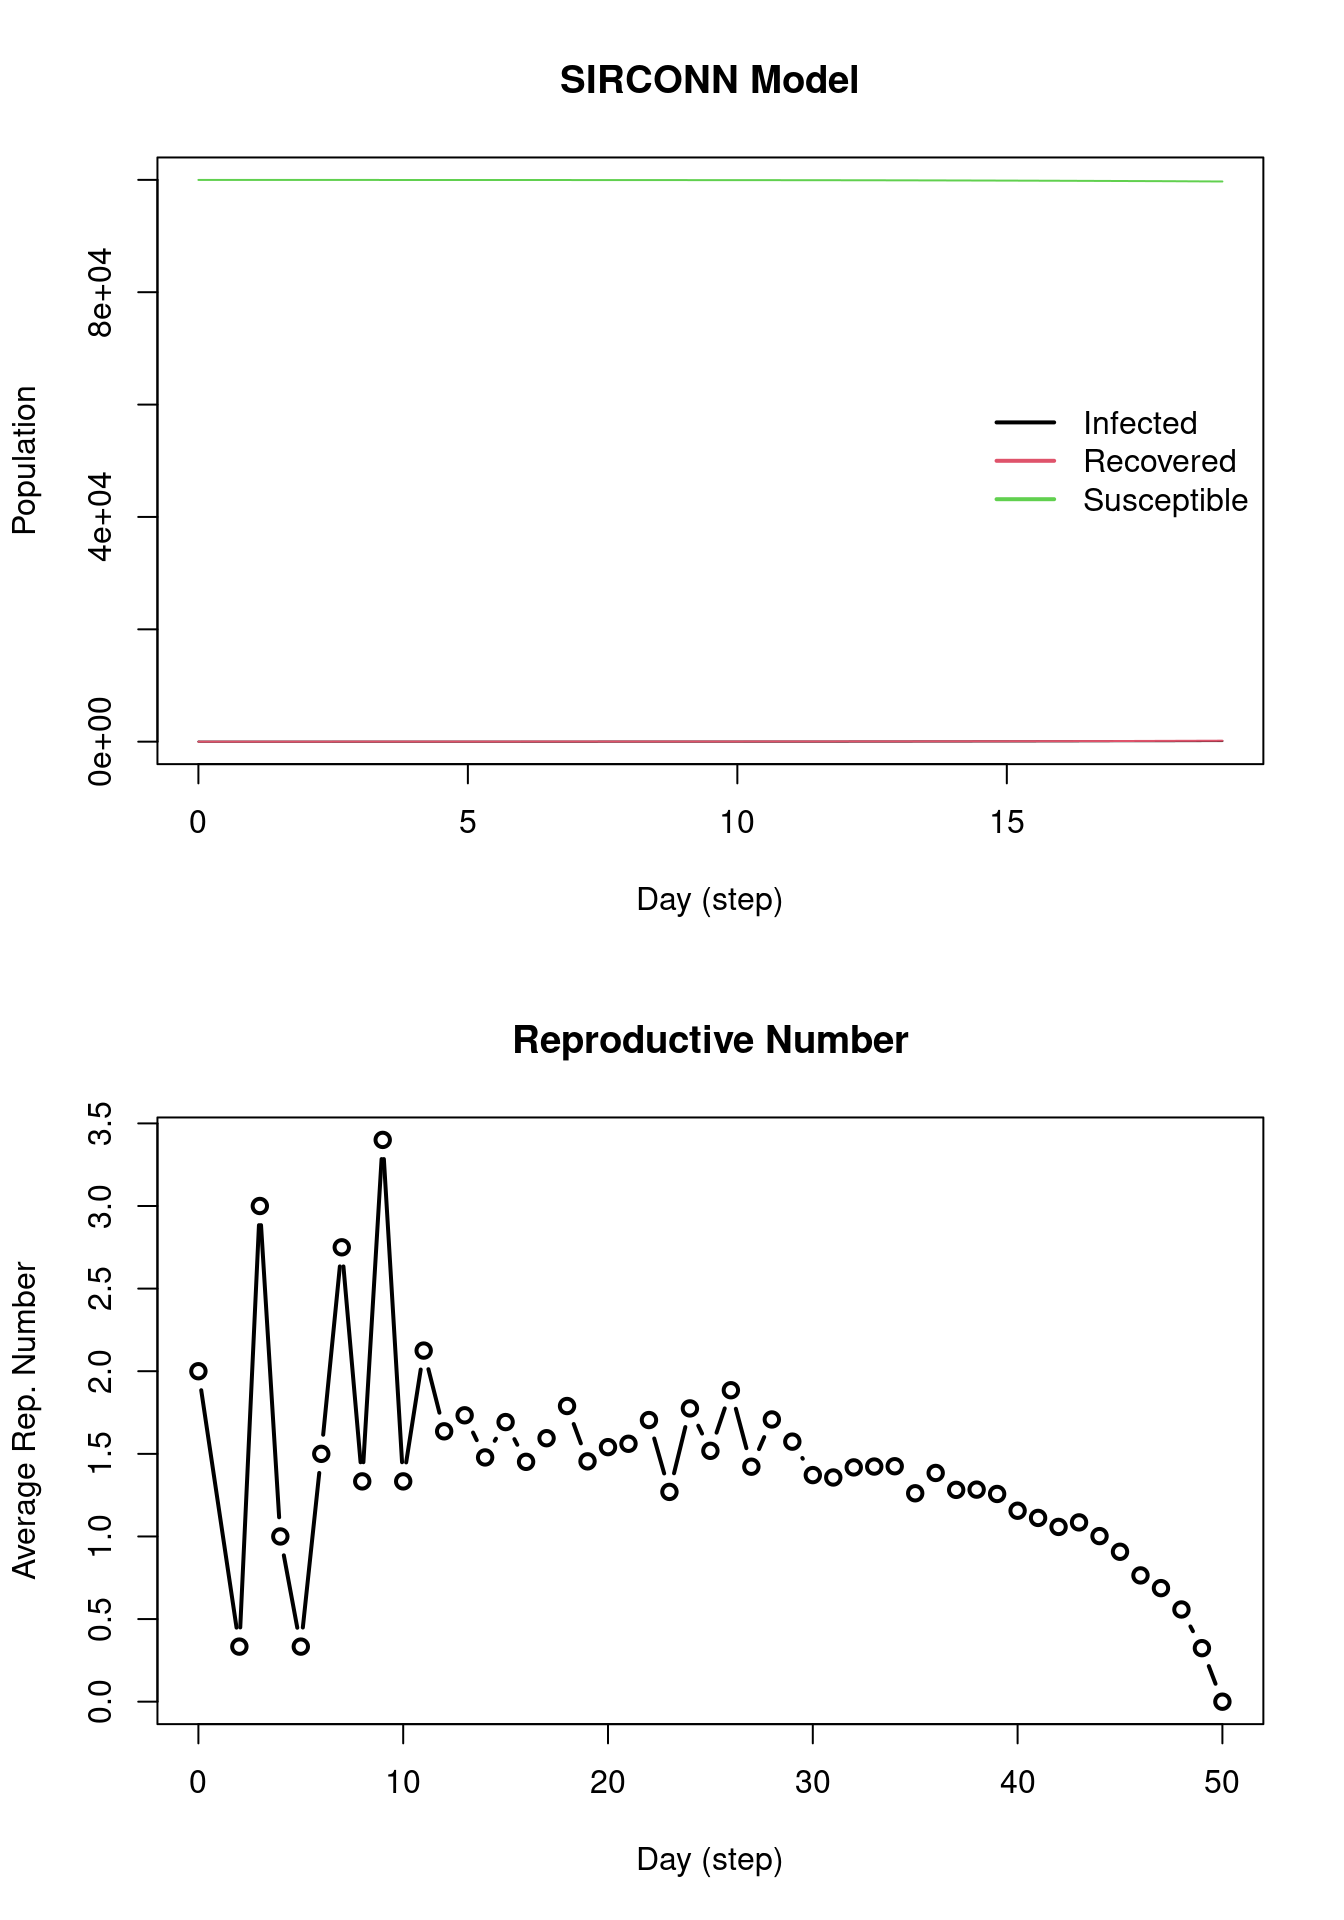 SIRCONN Model
Population
8e+04
4e+04
0e+00
Infected
Recovered
Susceptible
0 5 10 15
Day (step)
Reproductive Number
Average Rep. Number
3.5
3.0
2.5
2.0
1.5
1.0
0.5
0.0
0 10 20 30 40 50
Day (step)